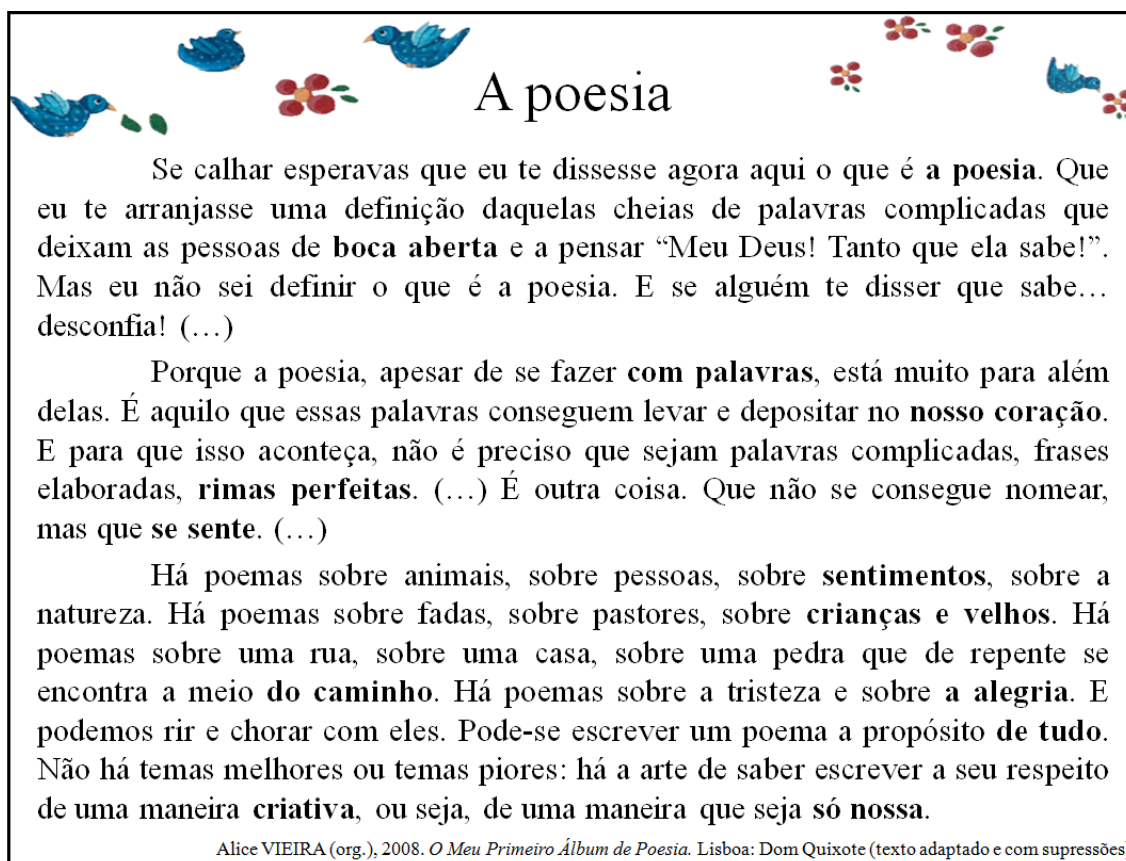 A poesia
Se calhar esperavas que eu te dissesse agora aqui o que é a poesia. Que
eu te arranjasse uma definição daquelas cheias de palavras complicadas que
deixam as pessoas de boca aberta e a pensar “Meu Deus! Tanto que ela sabe!”.
Mas eu não sei definir o que é a poesia. E se alguém te disser que sabe…
desconfia! (…)
Porque a poesia, apesar de se fazer com palavras, está muito para além
delas. É aquilo que essas palavras conseguem levar e depositar no nosso coração.
E para que isso aconteça, não é preciso que sejam palavras complicadas, frases
elaboradas, rimas perfeitas. (…) É outra coisa. Que não se consegue nomear,
mas que se sente. (…)
Há poemas sobre animais, sobre pessoas, sobre sentimentos, sobre a
natureza. Há poemas sobre fadas, sobre pastores, sobre crianças e velhos. Há
poemas sobre uma rua, sobre uma casa, sobre uma pedra que de repente se
encontra a meio do caminho. Há poemas sobre a tristeza e sobre a alegria. E
podemos rir e chorar com eles. Pode-se escrever um poema a propósito de tudo.
Não há temas melhores ou temas piores: há a arte de saber escrever a seu respeito
de uma maneira criativa, ou seja, de uma maneira que seja só nossa.
Alice VIEIRA (org.), 2008. O Meu Primeiro Álbum de Poesia. Lisboa: Dom Quixote (texto adaptado e com supressões)